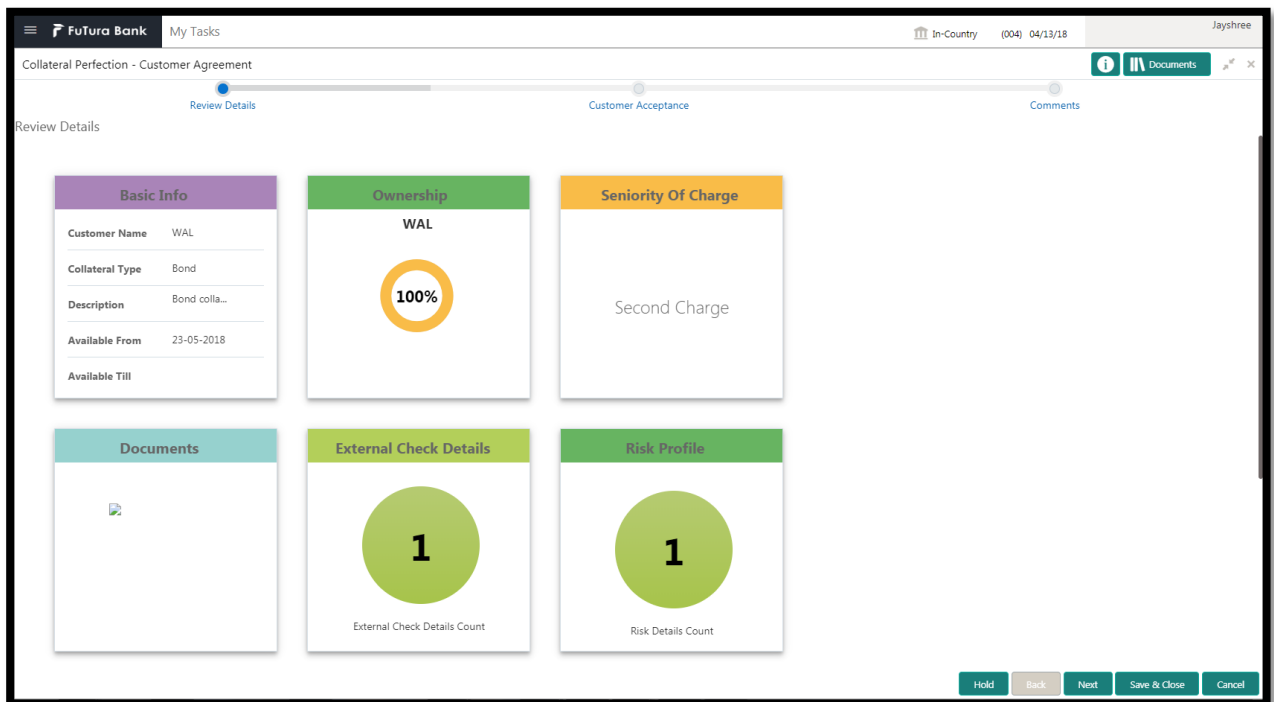 FuTura Bank My Tasks In-Country (004) 04/13/18 Jayshree
Collateral Perfection - Customer Agreement Documents
Review Details Customer Acceptance Comments
Review Details
Basic Info
Customer Name WAL
Collateral Type Bond
Description Bond colla...
Available From 23-05-2018
Available Till
Ownership
WAL
100%
Seniority Of Charge
Second Charge
Documents
External Check Details
1
External Check Details Count
Risk Profile
1
Risk Details Count
Hold Back Next Save & Close Cancel